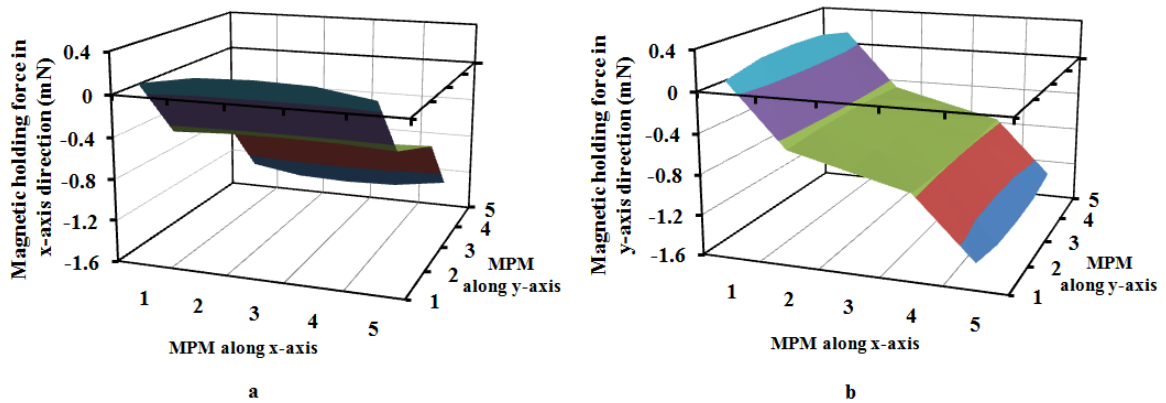 Magnetic holding force in
x-axis direction (mN)
0.4
0
-0.4
-0.8
-1.2
-1.6
1
2
3
4
5
MPM along x-axis
1
2
3
4
5
MPM
along y-axis
a
Magnetic holding force in
y-axis direction (mN)
0.4
0
-0.4
-0.8
-1.2
-1.6
1
2
3
4
5
MPM along x-axis
1
2
3
4
5
MPM
along y-axis
b